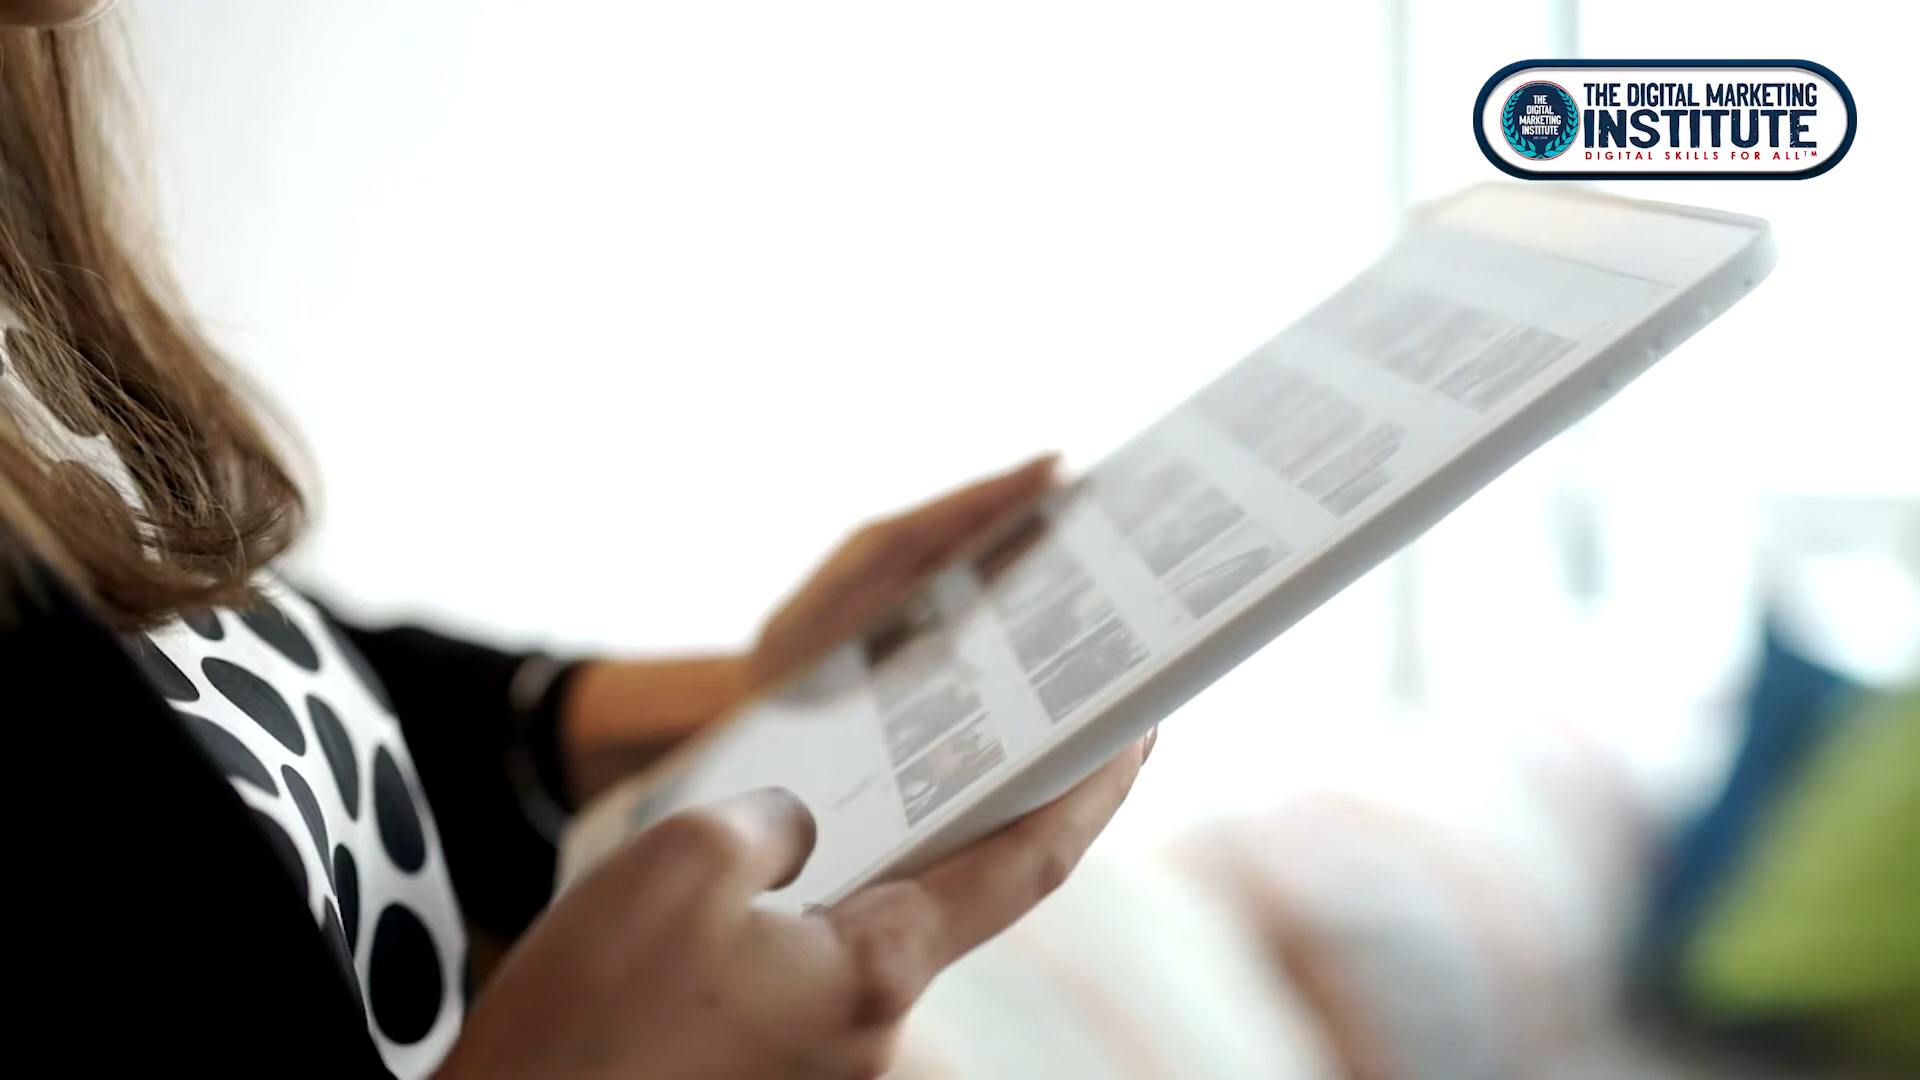 THE
DIGITAL
MARKETING
INSTITUTE
THE DIGITAL MARKETING
INSTITUTE
DIGITAL SKILLS FOR ALL™